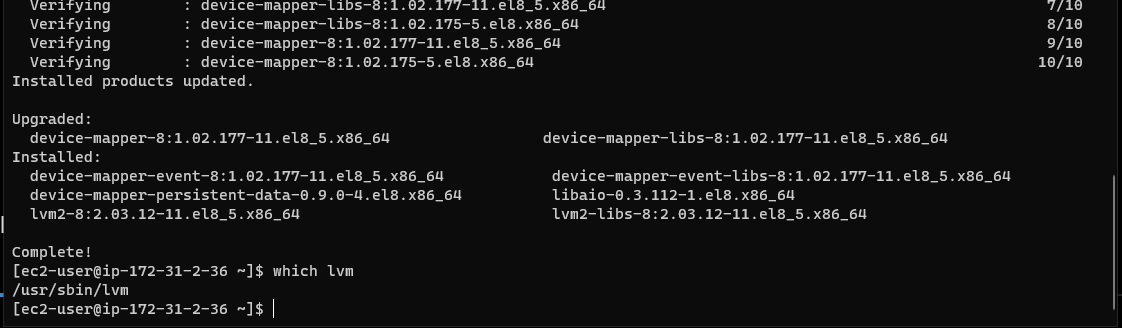 Verifying : device-mapper-libs-8:1.02.177-11.el8_5.x86_64 7/10
Verifying : device-mapper-libs-8:1.02.175-5.el8.x86_64 8/10
Verifying : device-mapper-8:1.02.177-11.el8_5.x86_64 9/10
Verifying : device-mapper-8:1.02.175-5.el8.x86_64 10/10
Installed products updated.
Upgraded:
device-mapper-8:1.02.177-11.el8_5.x86_64 device-mapper-libs-8:1.02.177-11.el8_5.x86_64
Installed:
device-mapper-event-8:1.02.177-11.el8_5.x86_64 device-mapper-event-libs-8:1.02.177-11.el8_5.x86_64
device-mapper-persistent-data-0.9.0-4.el8.x86_64 libaio-0.3.112-1.el8.x86_64
lvm2-8:2.03.12-11.el8_5.x86_64 lvm2-libs-8:2.03.12-11.el8_5.x86_64
Complete!
[ec2-user@ip-172-31-2-36 ~]$ which lvm
/usr/sbin/lvm
[ec2-user@ip-172-31-2-36 ~]$